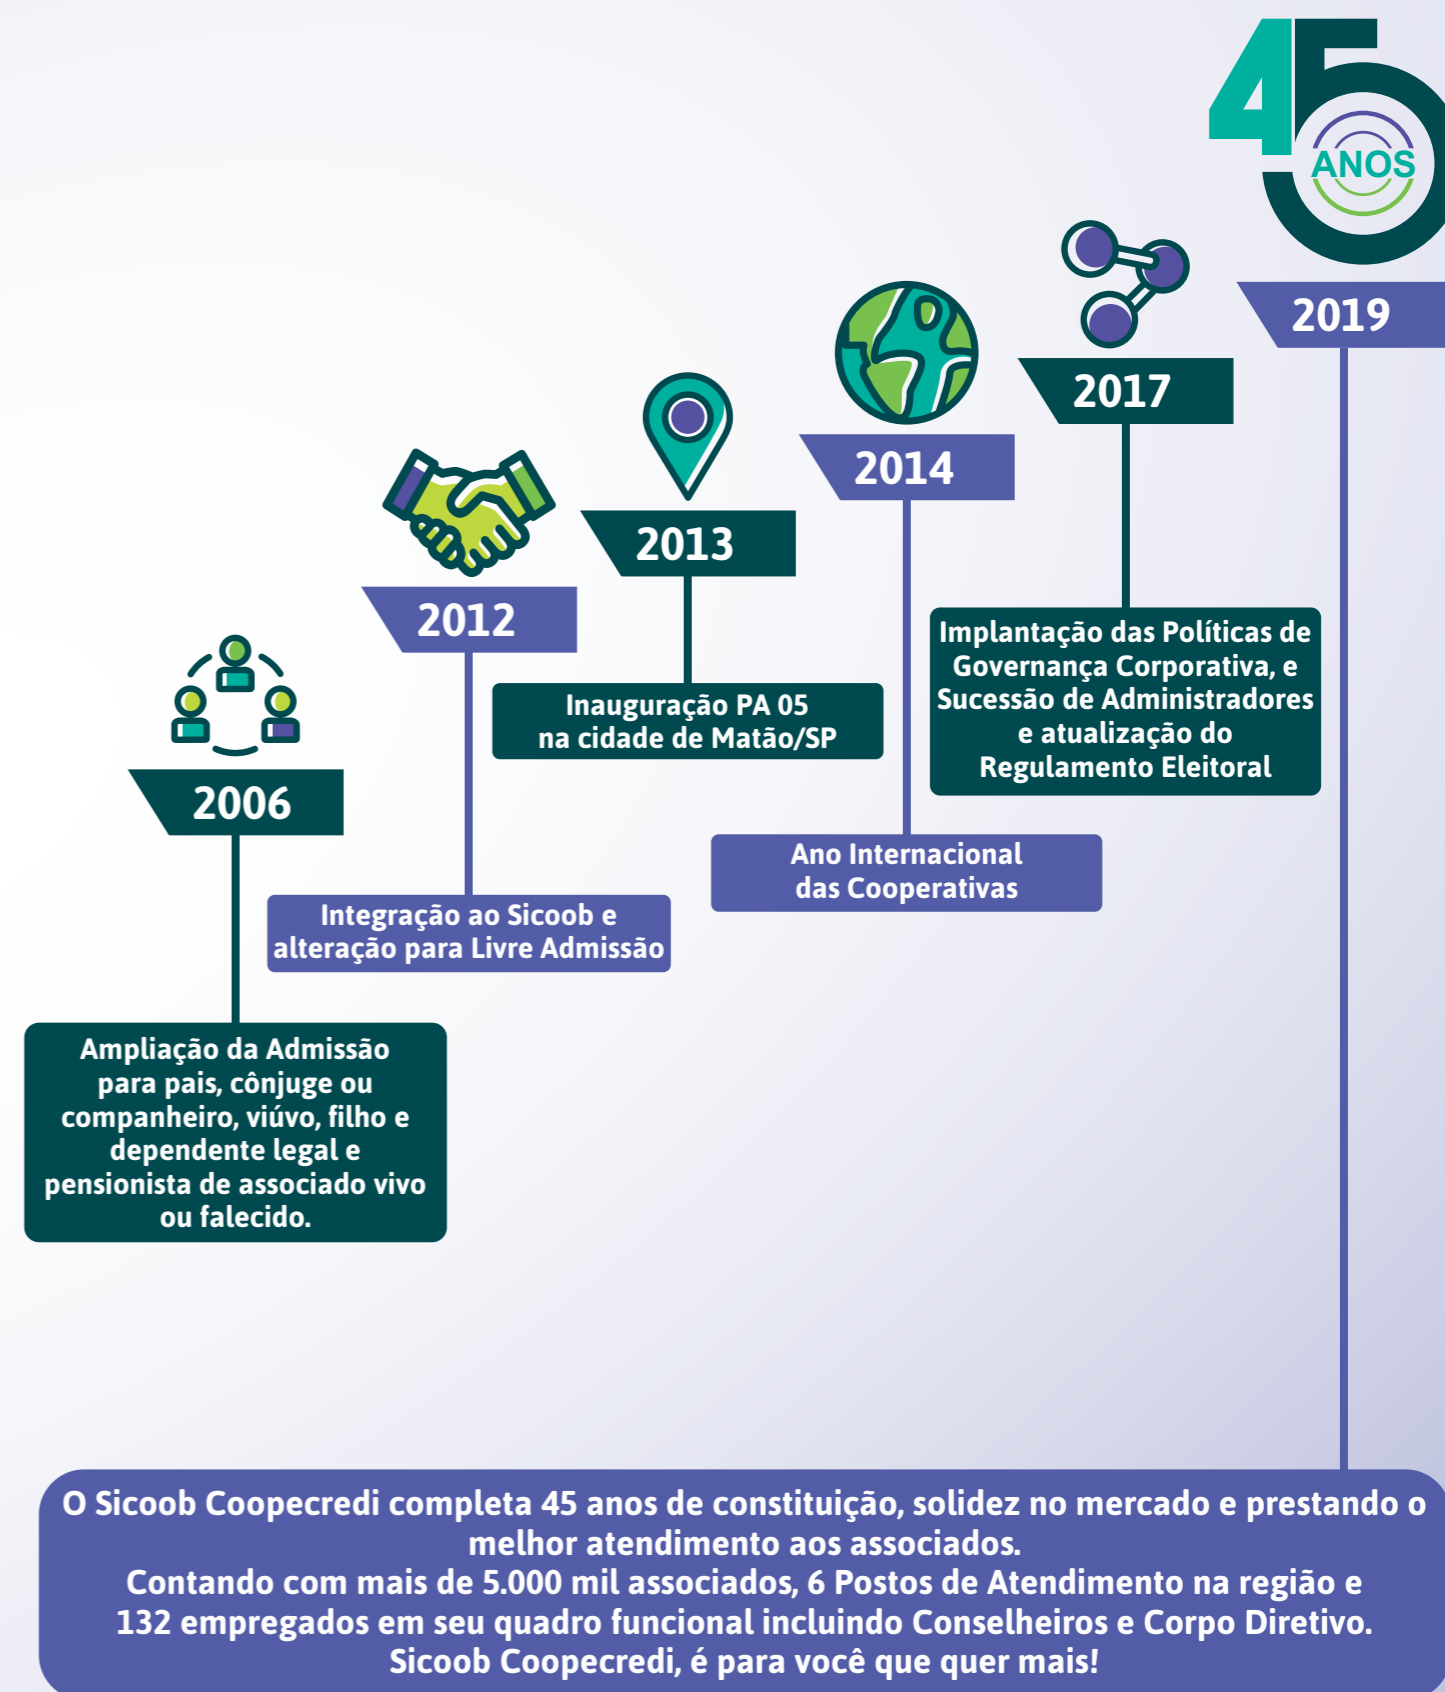 45
ANOS
2019
2017
2014
2013
2012
2006
Implantação das Políticas de
Governança Corporativa, e
Sucessão de Administradores
e atualização do
Regulamento Eleitoral
Inauguração PA 05
na cidade de Matão/SP
Ano Internacional
das Cooperativas
Integração ao Sicoob e
alteração para Livre Admissão
Ampliação da Admissão
para pais, cônjuge ou
companheiro, viúvo, filho e
dependente legal e
pensionista de associado vivo
ou falecido.
O Sicoob Coopecredi completa 45 anos de constituição, solidez no mercado e prestando o
melhor atendimento aos associados.
Contando com mais de 5.000 mil associados, 6 Postos de Atendimento na região e
132 empregados em seu quadro funcional incluindo Conselheiros e Corpo Diretivo.
Sicoob Coopecredi, é para você que quer mais!